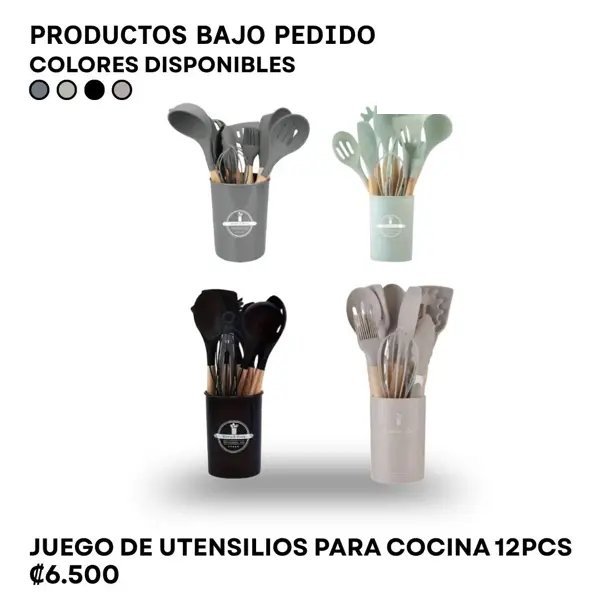 PRODUCTOS BAJO PEDIDO
COLORES DISPONIBLES
JUEGO DE UTENSILIOS PARA COCINA 12PCS
₡6.500